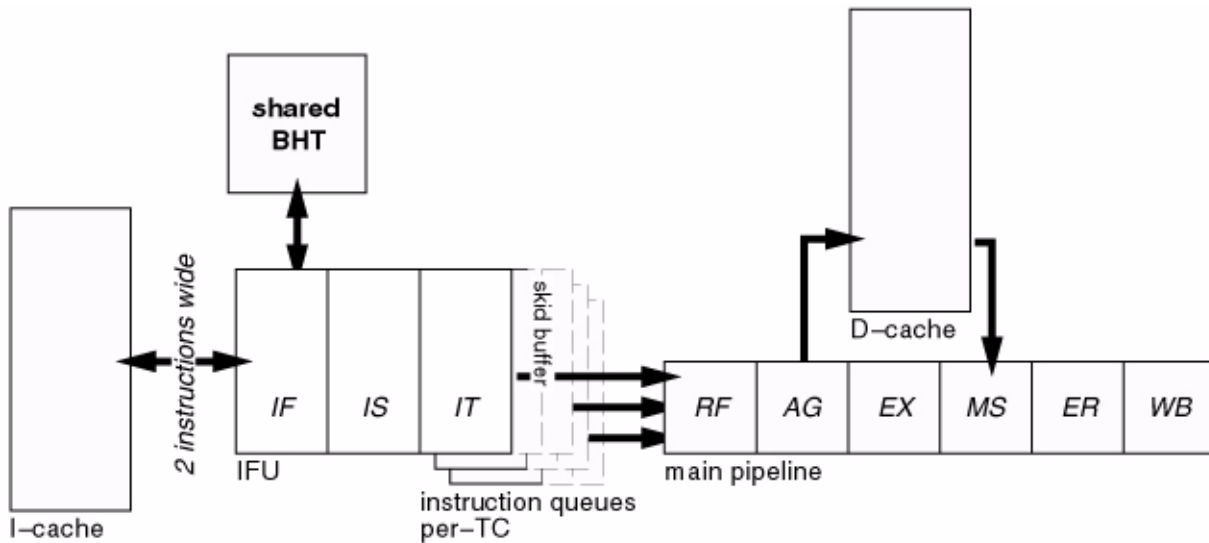 shared
BHT
2 instructions wide
skid buffer
D–cache
IF
IS
IT
RF
AG
EX
MS
ER
WB
IFU
main pipeline
instruction queues
per–TC
I–cache